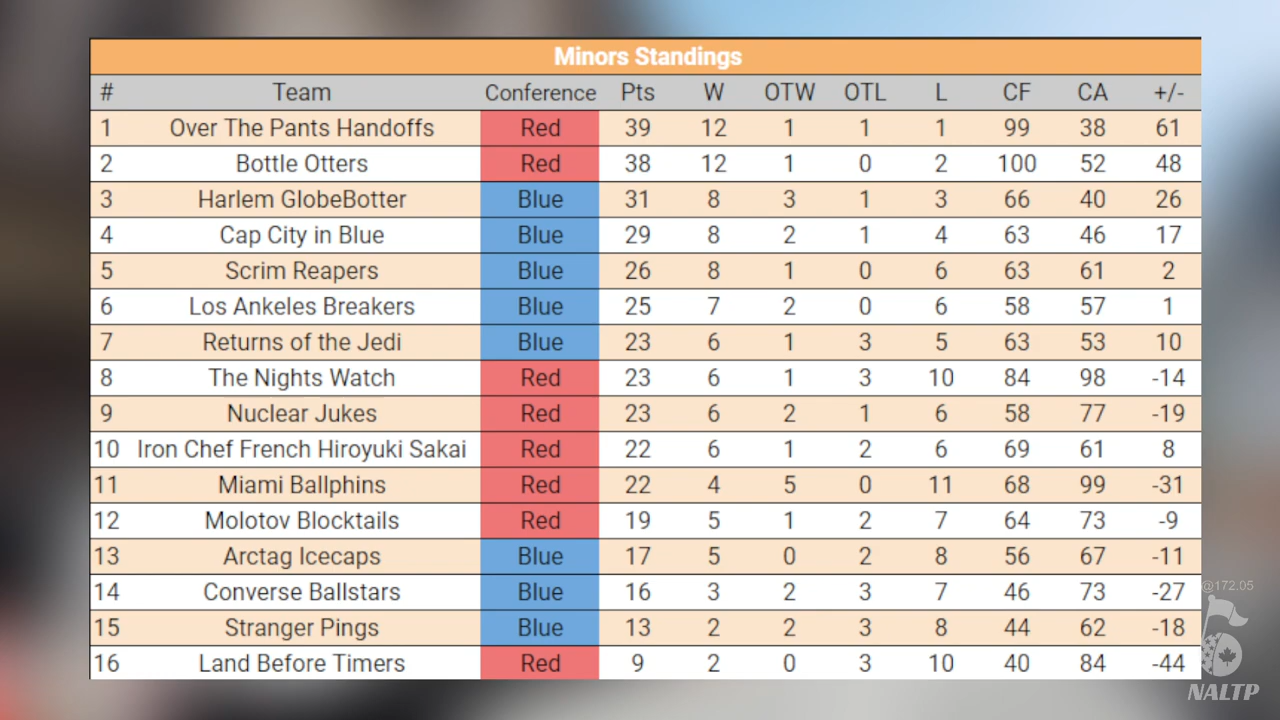 Minors Standings
# Team Conference Pts W OTW OTL L CF CA +/-
1 Over The Pants Handoffs Red 39 12 1 1 1 99 38 61
2 Bottle Otters Red 38 12 1 0 2 100 52 48
3 Harlem GlobeBotter Blue 31 8 3 1 3 66 40 26
4 Cap City in Blue Blue 29 8 2 1 4 63 46 17
5 Scrim Reapers Blue 26 8 1 0 6 63 61 2
6 Los Ankeles Breakers Blue 25 7 2 0 6 58 57 1
7 Returns of the Jedi Blue 23 6 1 3 5 63 53 10
8 The Nights Watch Red 23 6 1 3 10 84 98 -14
9 Nuclear Jukes Red 23 6 2 1 6 58 77 -19
10 Iron Chef French Hiroyuki Sakai Red 22 6 1 2 6 69 61 8
11 Miami Ballphins Red 22 4 5 0 11 68 99 -31
12 Molotov Blocktails Red 19 5 1 2 7 64 73 -9
13 Arctag Icecaps Blue 17 5 0 2 8 56 67 -11
14 Converse Ballstars Blue 16 3 2 3 7 46 73 -27
15 Stranger Pings Blue 13 2 2 3 8 44 62 -18
16 Land Before Timers Red 9 2 0 3 10 40 84 -44
@172.05
NALTP